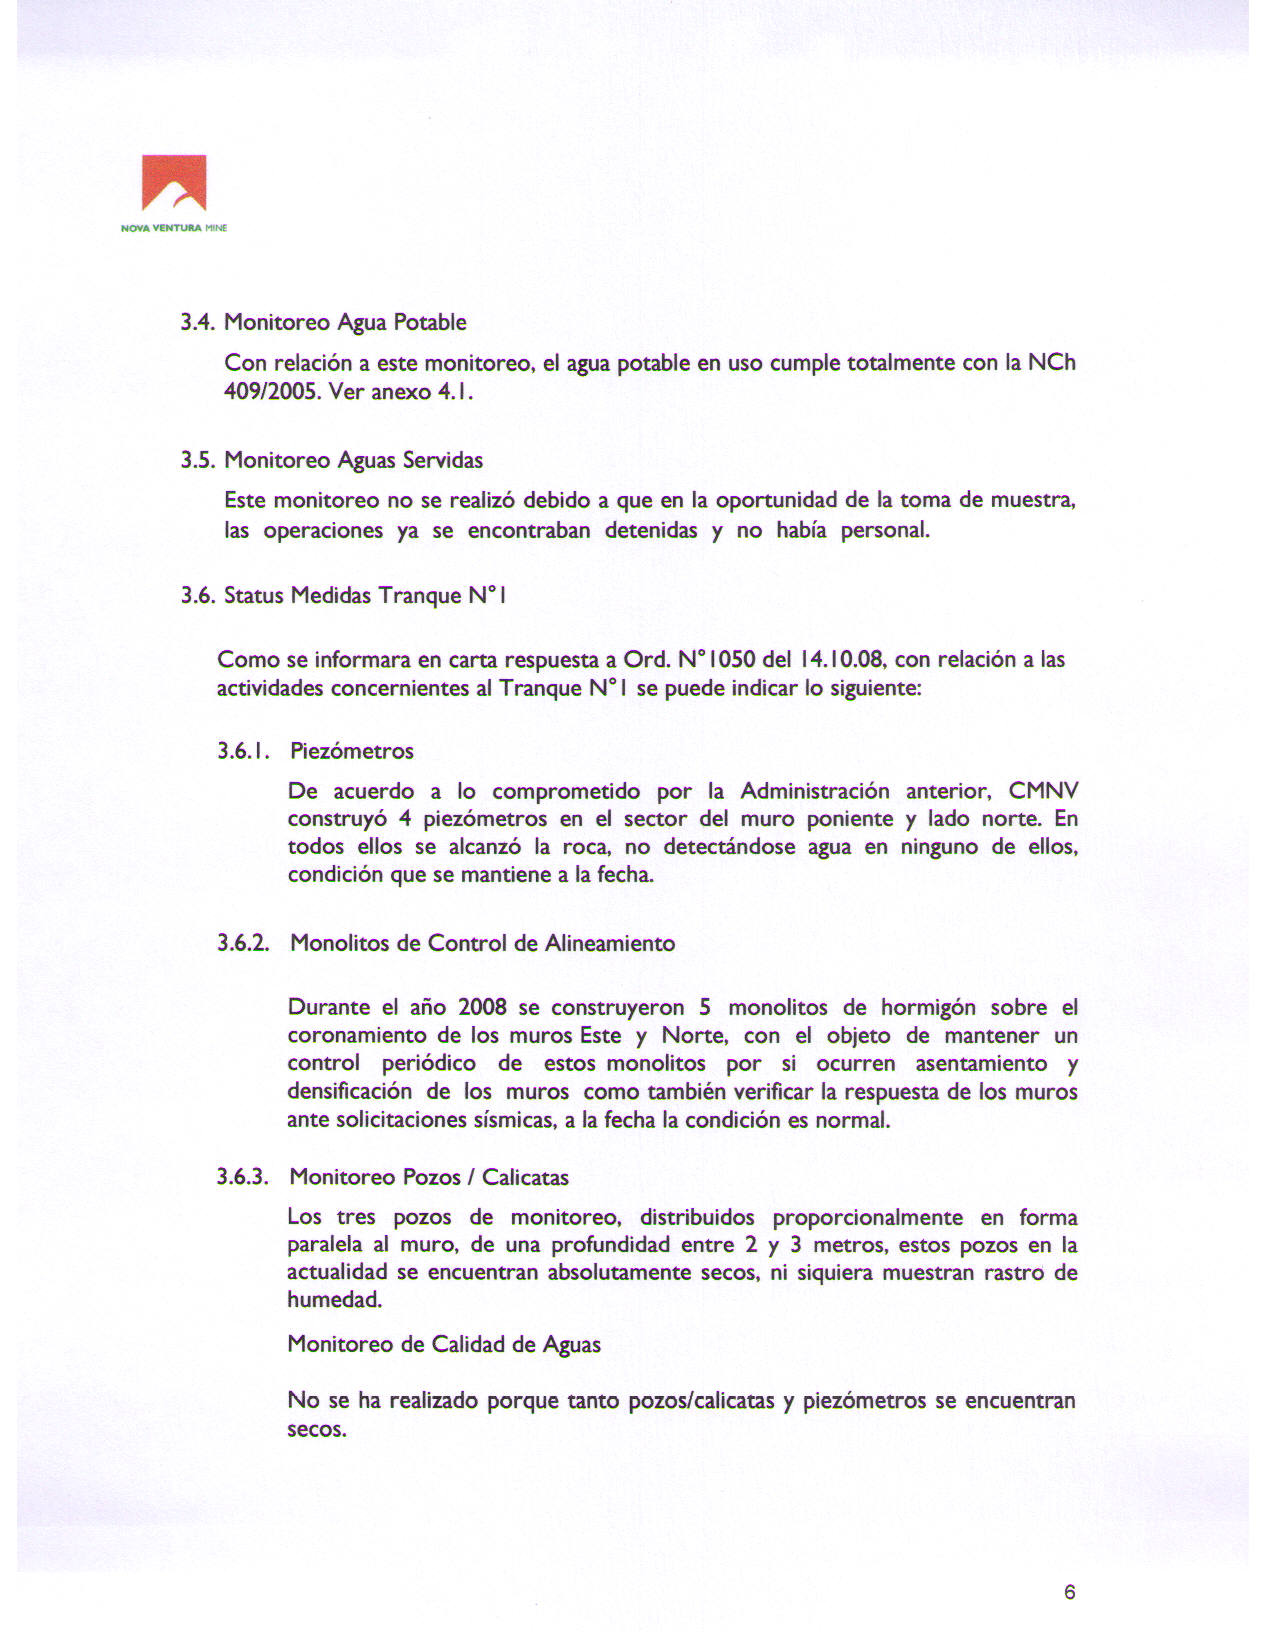 NOVA VENTURA MINE
3.4. Monitoreo Agua Potable
Con relación a este monitoreo, el agua potable en uso cumple totalmente con la NCh
409/2005. Ver anexo 4.1.
3.5. Monitoreo Aguas Servidas
Este monitoreo no se realizó debido a que en la oportunidad de la toma de muestra,
las operaciones ya se encontraban detenidas y no había personal.
3.6. Status Medidas Tranque N°1
Como se informara en carta respuesta a Ord. N°1050 del 14.10.08, con relación a las
actividades concernientes al Tranque N°1 se puede indicar lo siguiente:
3.6.1. Piezómetros
De acuerdo a lo comprometido por la Administración anterior, CMNV
construyó 4 piezómetros en el sector del muro poniente y lado norte. En
todos ellos se alcanzó la roca, no detectándose agua en ninguno de ellos,
condición que se mantiene a la fecha.
3.6.2. Monolitos de Control de Alineamiento
Durante el año 2008 se construyeron 5 monolitos de hormigón sobre el
coronamiento de los muros Este y Norte, con el objeto de mantener un
control periódico de estos monolitos por si ocurren asentamiento y
densificación de los muros como también verificar la respuesta de los muros
ante solicitaciones sísmicas, a la fecha la condición es normal.
3.6.3. Monitoreo Pozos / Calicatas
Los tres pozos de monitoreo, distribuidos proporcionalmente en forma
paralela al muro, de una profundidad entre 2 y 3 metros, estos pozos en la
actualidad se encuentran absolutamente secos, ni siquiera muestran rastro de
humedad.
Monitoreo de Calidad de Aguas
No se ha realizado porque tanto pozos/calicatas y piezómetros se encuentran
secos.
6